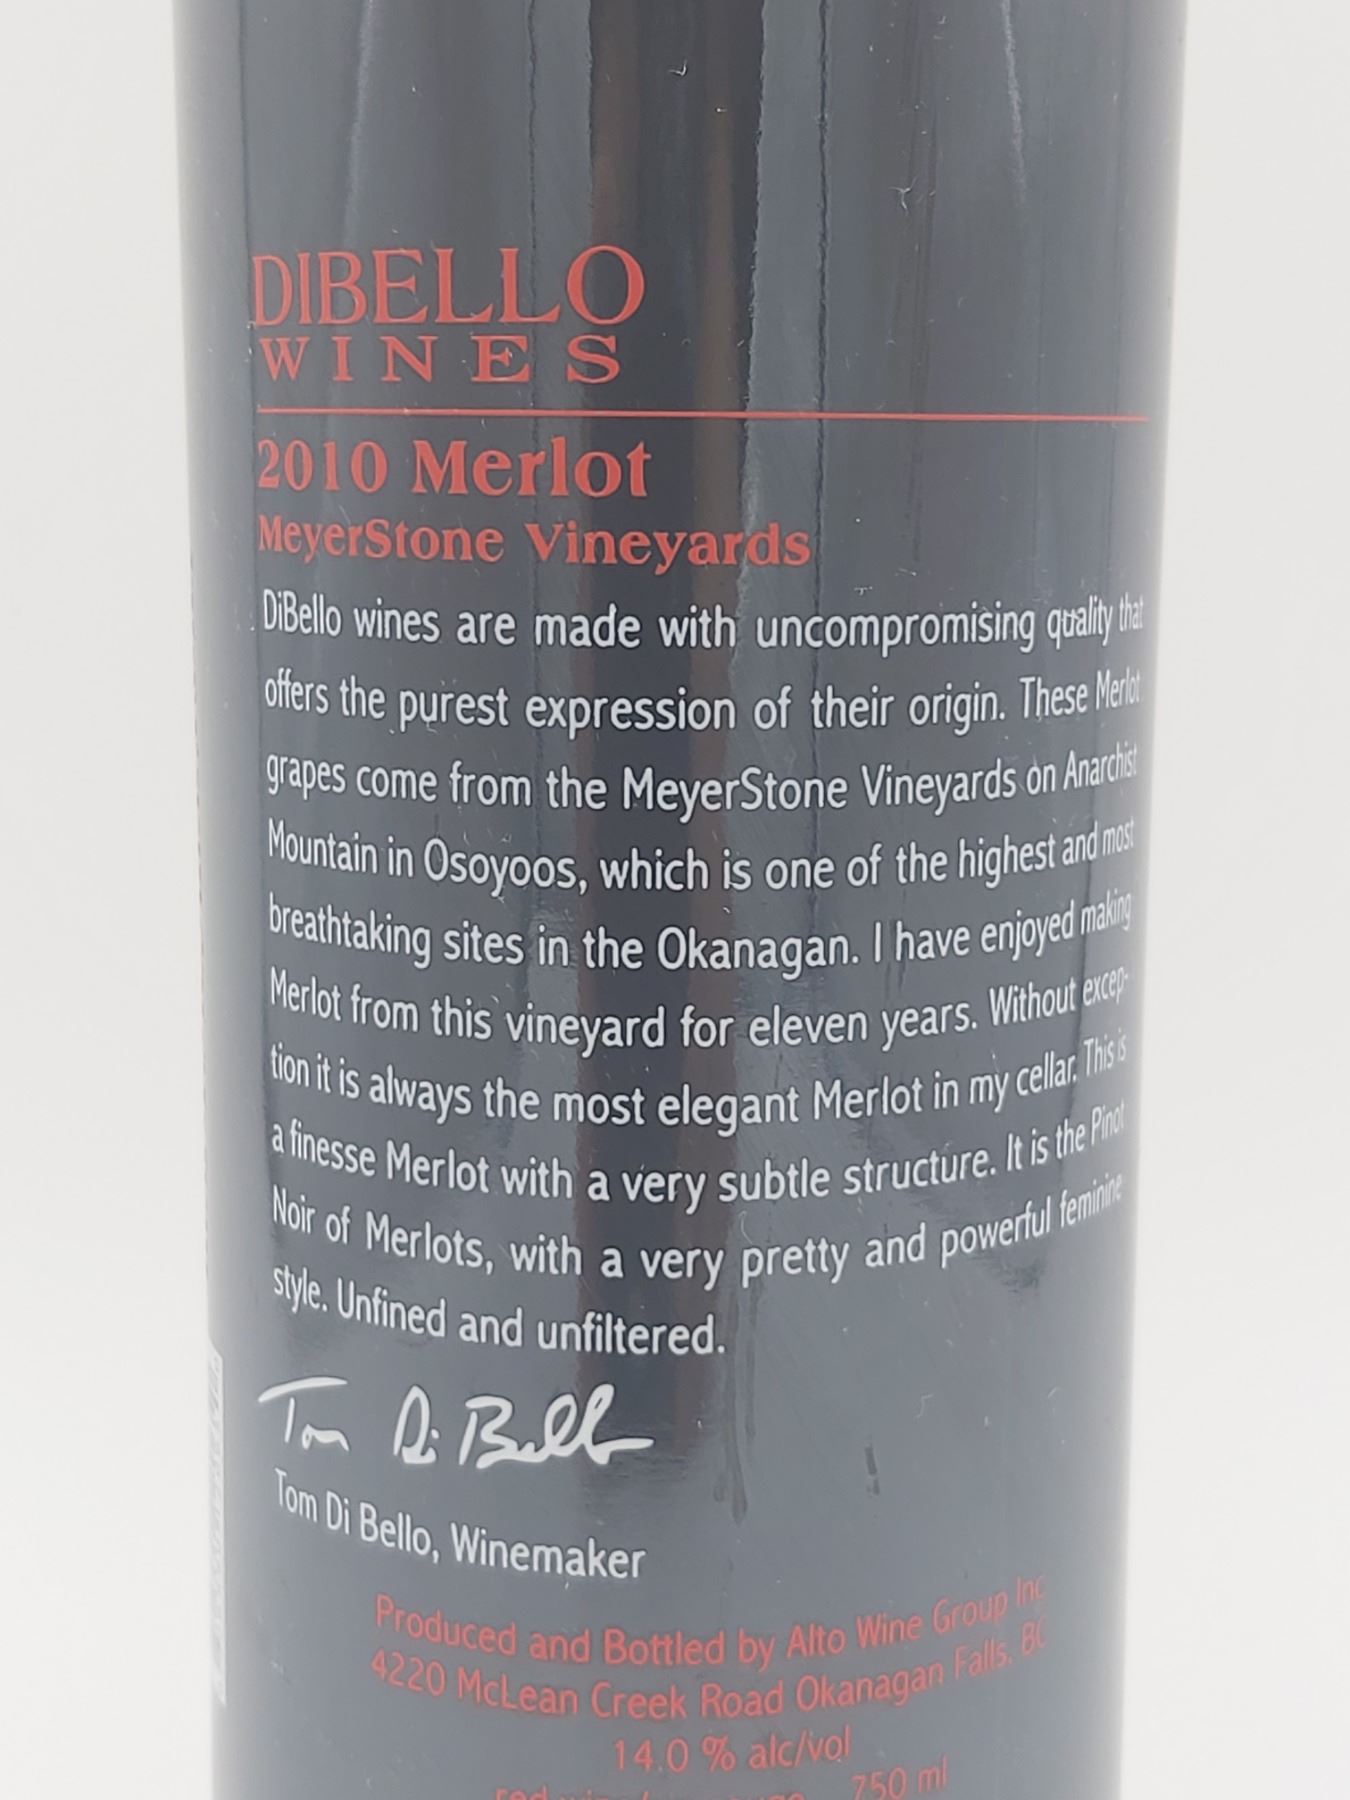 DIBELLO
WINES
2010 Merlot
MeyerStone Vineyards
DiBello wines are made with uncompromising quality that
offers the purest expression of their origin. These Merlot
grapes come from the MeyerStone Vineyards on Anarchist
Mountain in Osoyoos, which is one of the highest and most
breathtaking sites in the Okanagan. I have enjoyed making
Merlot from this vineyard for eleven years. Without excep-
tion it is always the most elegant Merlot in my cellar. This is
a finesse Merlot with a very subtle structure. It is the Pinot
Noir of Merlots, with a very pretty and powerful feminine
style. Unfined and unfiltered.
Tom Di Bello
Tom Di Bello, Winemaker
Produced and Bottled by Alto Wine Group Inc
4220 McLean Creek Road Okanagan Falls, BC
14.0 % alc/vol
750 ml